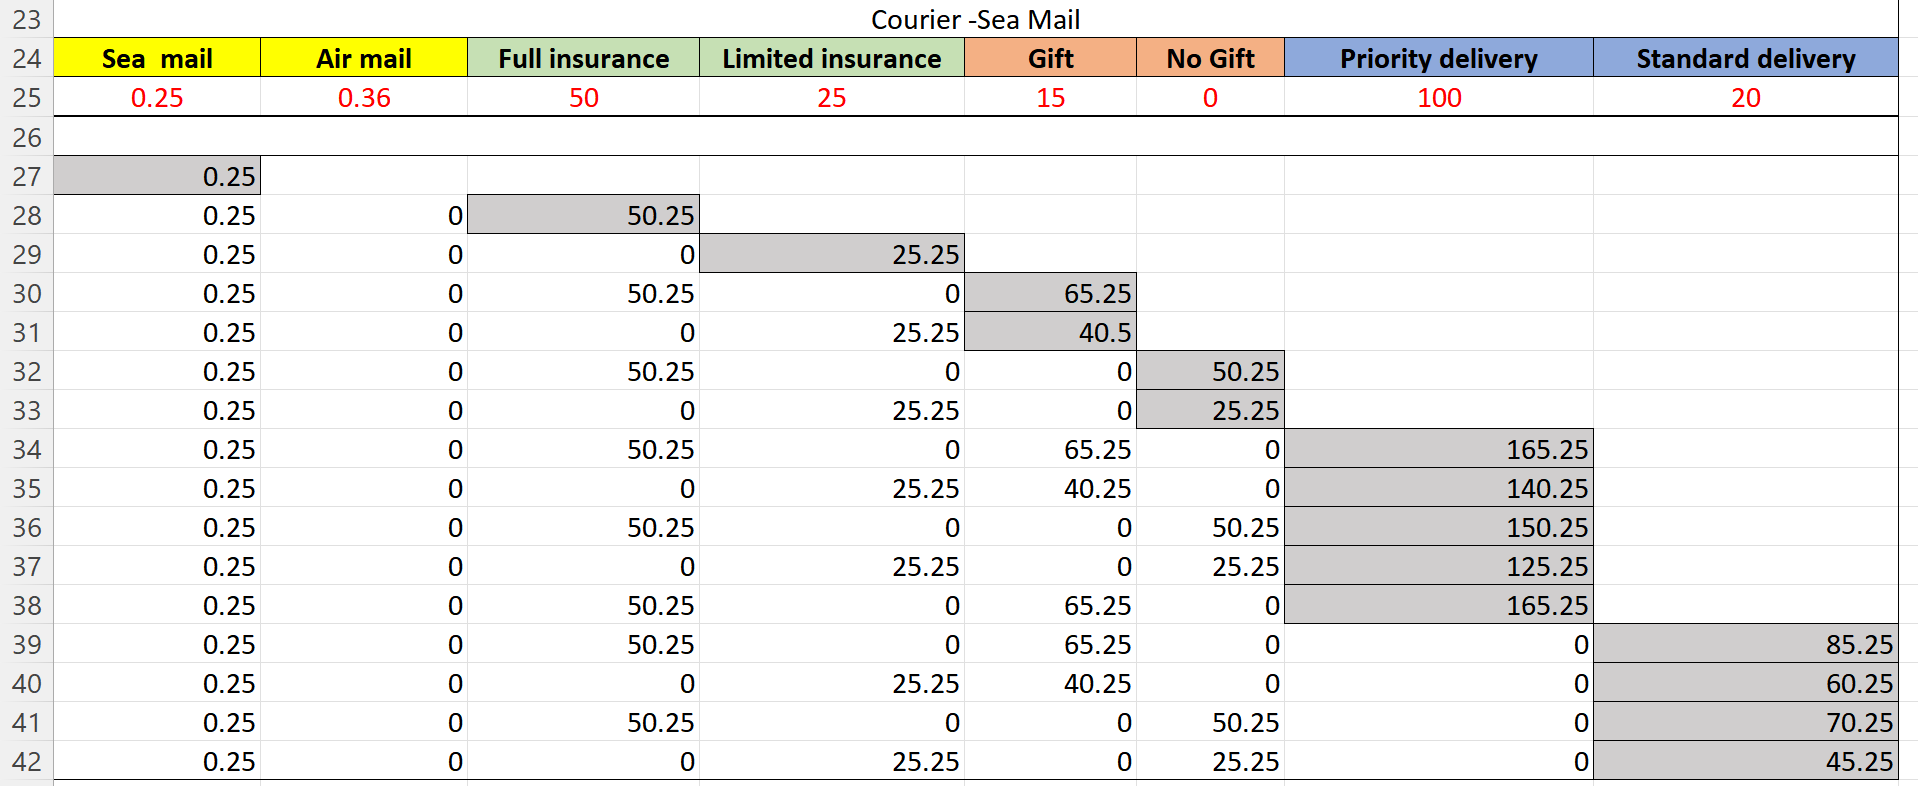 23 Courier -Sea Mail
24 Sea mail Air mail Full insurance Limited insurance Gift No Gift Priority delivery Standard delivery
25 0.25 0.36 50 25 15 0 100 20
26
27 0.25
28 0.25 0 50.25
29 0.25 0 0 25.25
30 0.25 0 50.25 0 65.25
31 0.25 0 0 25.25 40.5
32 0.25 0 50.25 0 0 50.25
33 0.25 0 0 25.25 0 25.25
34 0.25 0 50.25 0 65.25 0 165.25
35 0.25 0 0 25.25 40.25 0 140.25
36 0.25 0 50.25 0 0 50.25 150.25
37 0.25 0 0 25.25 0 25.25 125.25
38 0.25 0 50.25 0 65.25 0 165.25
39 0.25 0 50.25 0 65.25 0 0 85.25
40 0.25 0 0 25.25 40.25 0 0 60.25
41 0.25 0 50.25 0 0 50.25 0 70.25
42 0.25 0 0 25.25 0 25.25 0 45.25